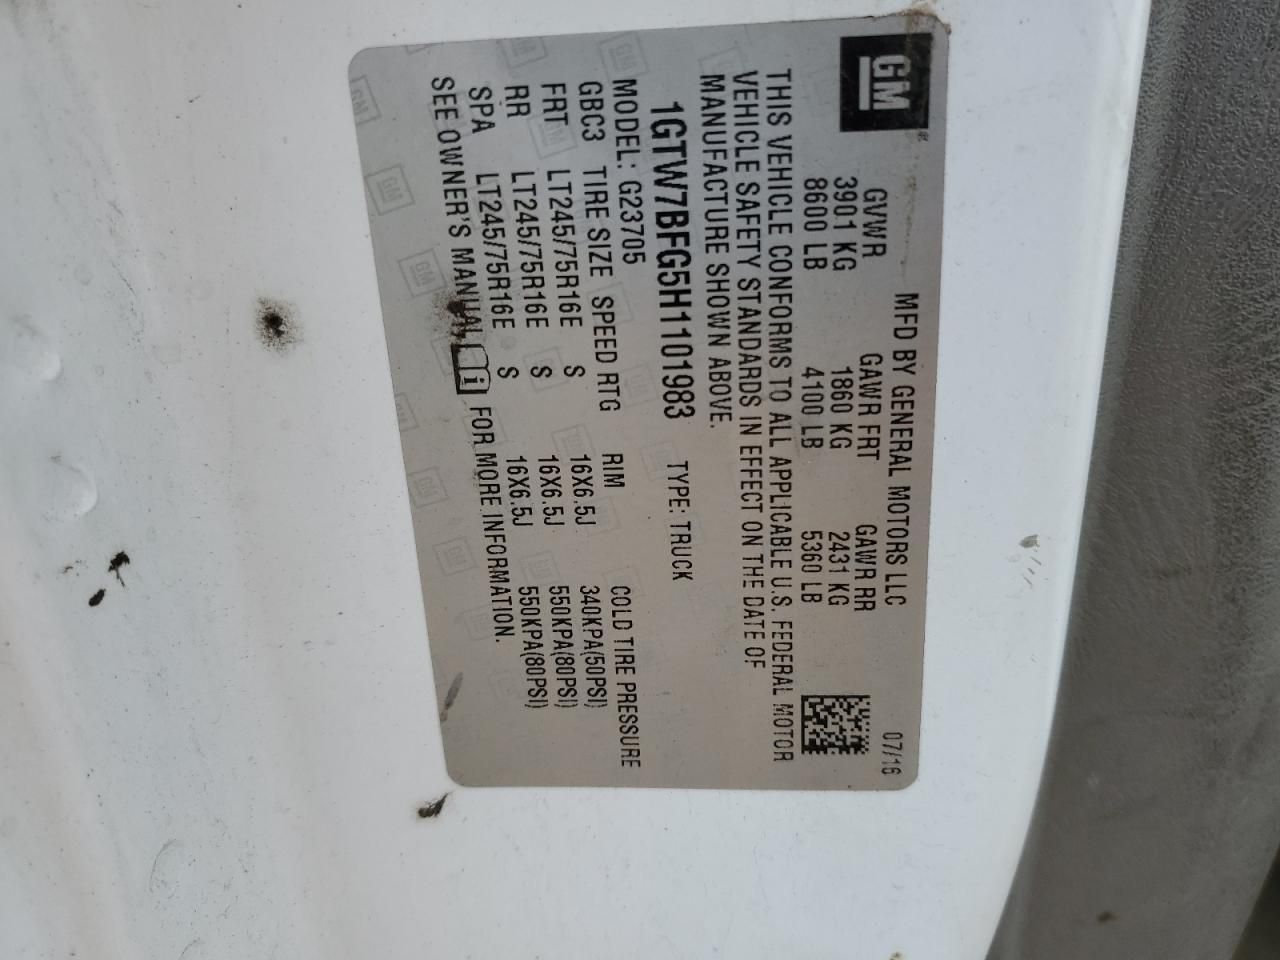 GM
MFD BY GENERAL MOTORS LLC 07/16
GVWR GAWR FRT GAWR RR
3901 KG 1860 KG 2431 KG
8600 LB 4100 LB 5360 LB
THIS VEHICLE CONFORMS TO ALL APPLICABLE U.S. FEDERAL MOTOR
VEHICLE SAFETY STANDARDS IN EFFECT ON THE DATE OF
MANUFACTURE SHOWN ABOVE.
1GTW7BFG5H1101983 TYPE: TRUCK
MODEL: G23705
GBC3 TIRE SIZE SPEED RTG RIM COLD TIRE PRESSURE
FRT LT245/75R16E S 16X6.5J 340KPA(50PSI)
RR LT245/75R16E S 16X6.5J 550KPA(80PSI)
SPA LT245/75R16E S 16X6.5J 550KPA(80PSI)
SEE OWNER'S MANUAL i FOR MORE INFORMATION.